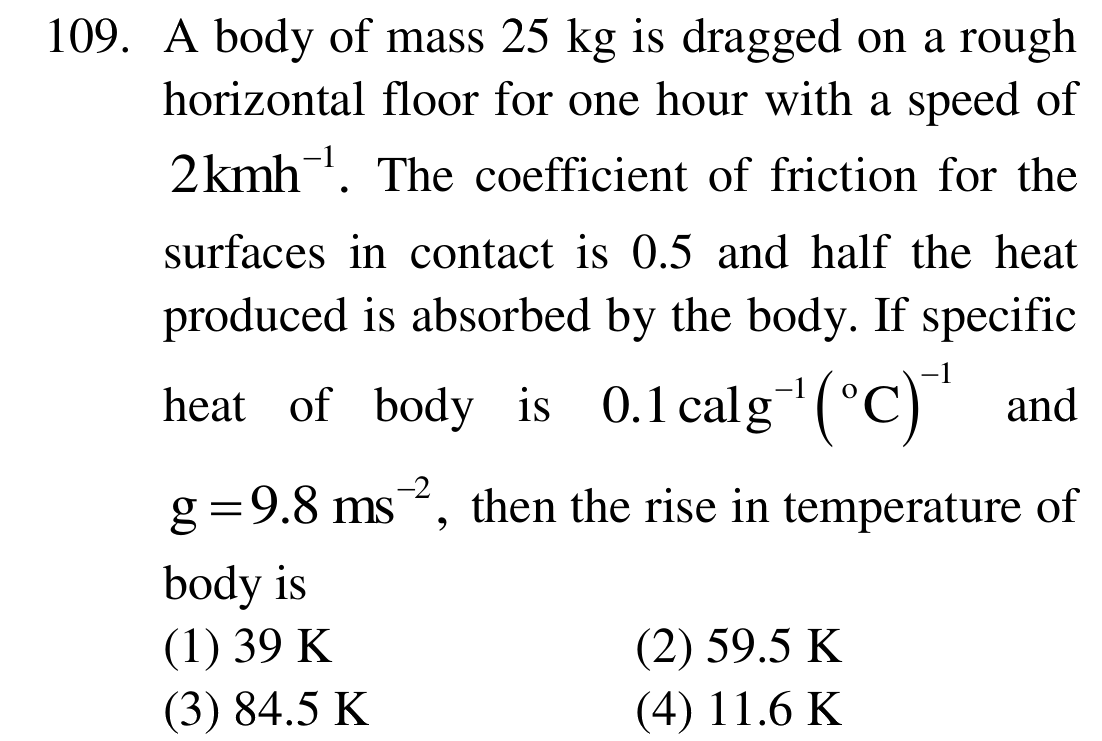 109. A body of mass 25 kg is dragged on a rough
horizontal floor for one hour with a speed of
2 kmh⁻¹. The coefficient of friction for the
surfaces in contact is 0.5 and half the heat
produced is absorbed by the body. If specific
heat of body is 0.1 cal g⁻¹ (°C)⁻¹ and
g = 9.8 ms⁻², then the rise in temperature of
body is
(1) 39 K (2) 59.5 K
(3) 84.5 K (4) 11.6 K